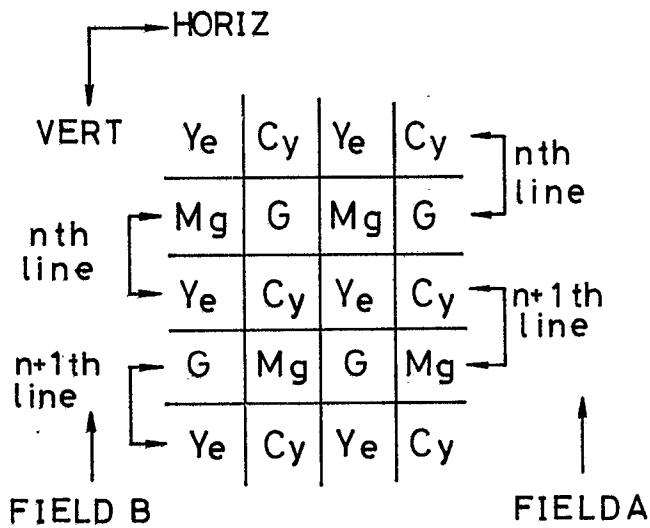 HORIZ
VERT
Ye Cy Ye Cy
nth
line
Mg G Mg G
nth
line
Ye Cy Ye Cy
n+1th
line
G Mg G Mg
n+1th
line
Ye Cy Ye Cy
FIELD B
FIELD A